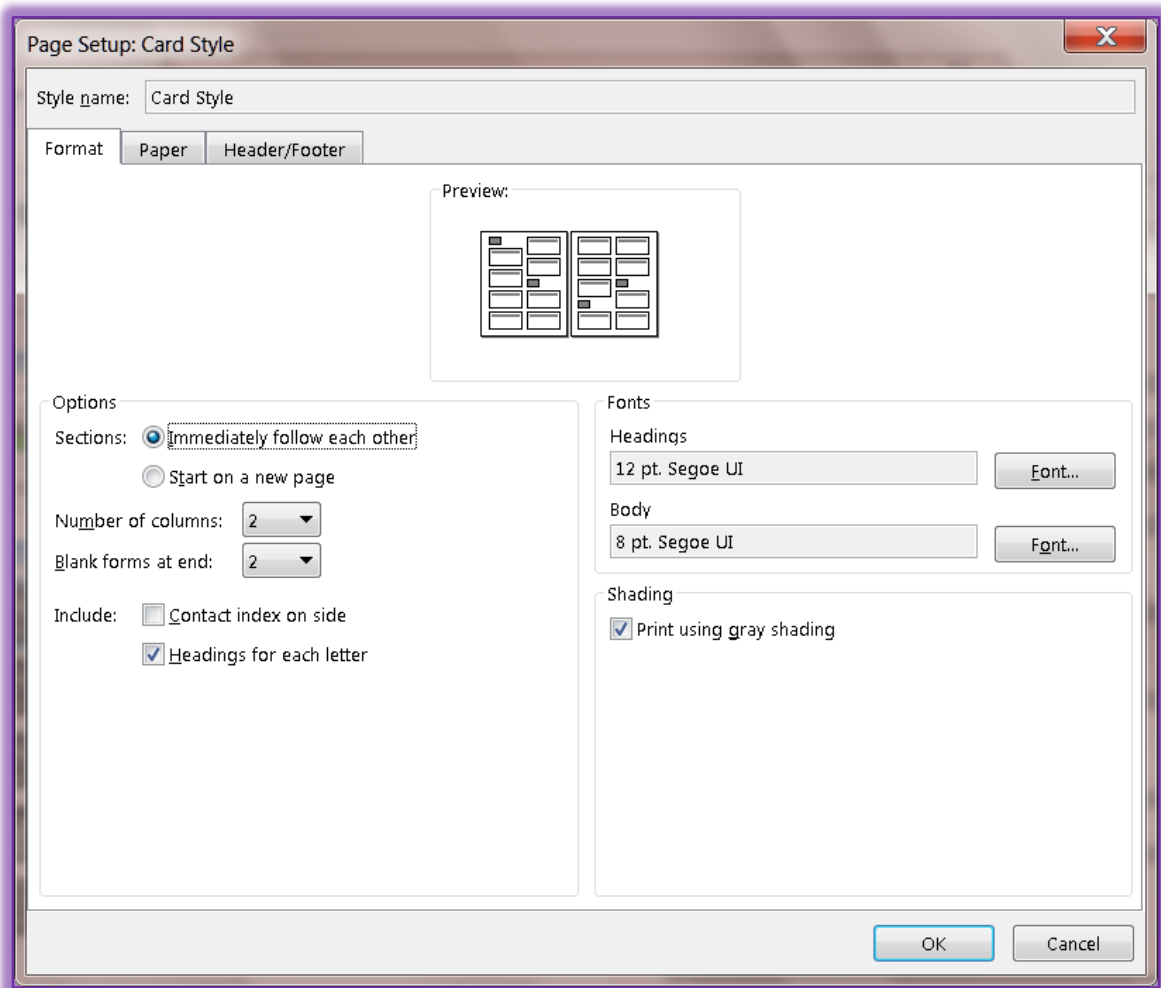 Page Setup: Card Style
Style name: Card Style
Format Paper Header/Footer
Preview:
Options
Sections: Immediately follow each other
Start on a new page
Number of columns: 2
Blank forms at end: 2
Include: Contact index on side
Headings for each letter
Fonts
Headings
12 pt. Segoe UI Font...
Body
8 pt. Segoe UI Font...
Shading
Print using gray shading
OK Cancel